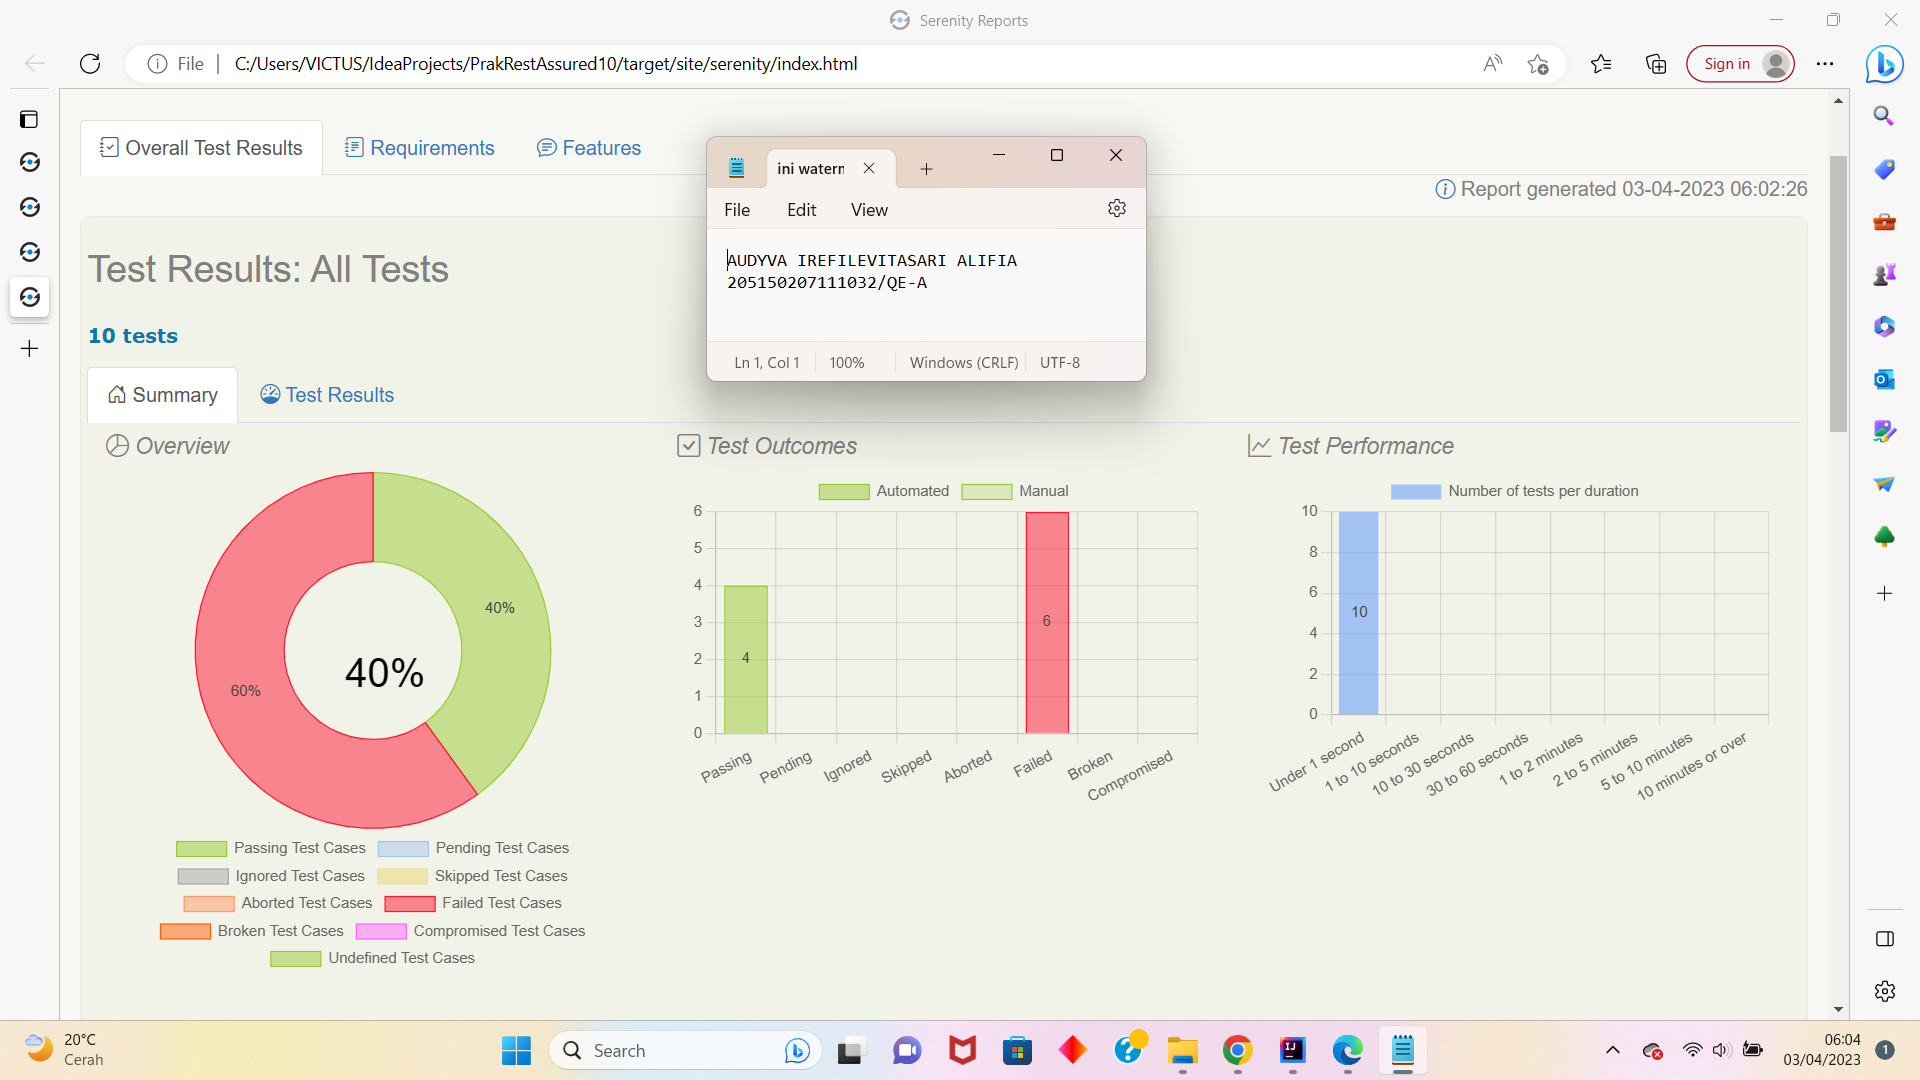 Serenity Reports
File
C:/Users/VICTUS/IdeaProjects/PrakRestAssured10/target/site/serenity/index.html
Sign in
Overall Test Results
Requirements
Features
Report generated 03-04-2023 06:02:26
ini watern
File Edit View
AUDYVA IREFILEVITASARI ALIFIA
205150207111032/QE-A
Ln 1, Col 1
100%
Windows (CRLF)
UTF-8
Test Results: All Tests
10 tests
Summary
Test Results
Overview
40%
60%
40%
Passing Test Cases
Pending Test Cases
Ignored Test Cases
Skipped Test Cases
Aborted Test Cases
Failed Test Cases
Broken Test Cases
Compromised Test Cases
Undefined Test Cases
Test Outcomes
Automated
Manual
6
5
4
3
2
1
0
4
6
Passing
Pending
Ignored
Skipped
Aborted
Failed
Broken
Compromised
Test Performance
Number of tests per duration
10
8
6
4
2
0
10
Under 1 second
1 to 10 seconds
10 to 30 seconds
30 to 60 seconds
1 to 2 minutes
2 to 5 minutes
5 to 10 minutes
10 minutes or over
20°C
Cerah
Search
06:04
03/04/2023
1